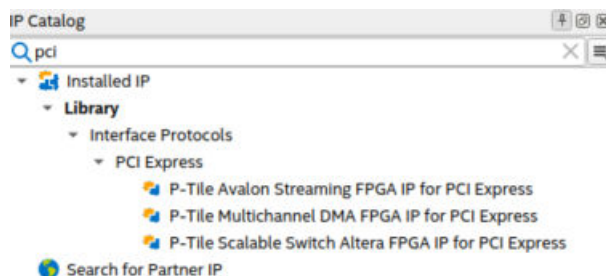 IP Catalog
pci
Installed IP
Library
Interface Protocols
PCI Express
P-Tile Avalon Streaming FPGA IP for PCI Express
P-Tile Multichannel DMA FPGA IP for PCI Express
P-Tile Scalable Switch Altera FPGA IP for PCI Express
Search for Partner IP